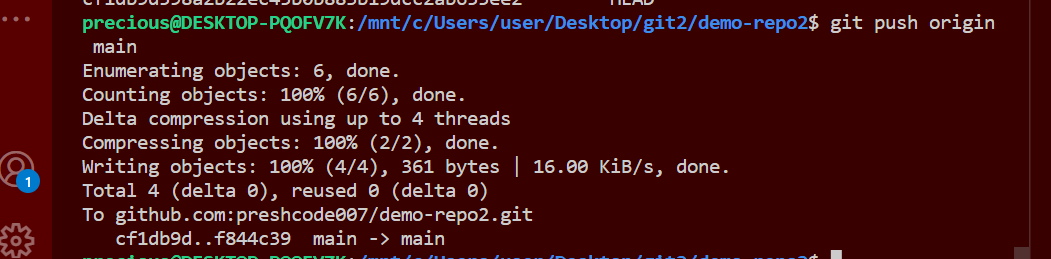 precious@DESKTOP-PQOFV7K:/mnt/c/Users/user/Desktop/git2/demo-repo2$ git push origin
main
Enumerating objects: 6, done.
Counting objects: 100% (6/6), done.
Delta compression using up to 4 threads
Compressing objects: 100% (2/2), done.
Writing objects: 100% (4/4), 361 bytes | 16.00 KiB/s, done.
Total 4 (delta 0), reused 0 (delta 0)
To github.com:preshcode007/demo-repo2.git
cf1db9d..f844c39  main -> main
1
precious@DESKTOP-PQOFV7K:/mnt/c/Users/user/Desktop/git2/demo-repo2$